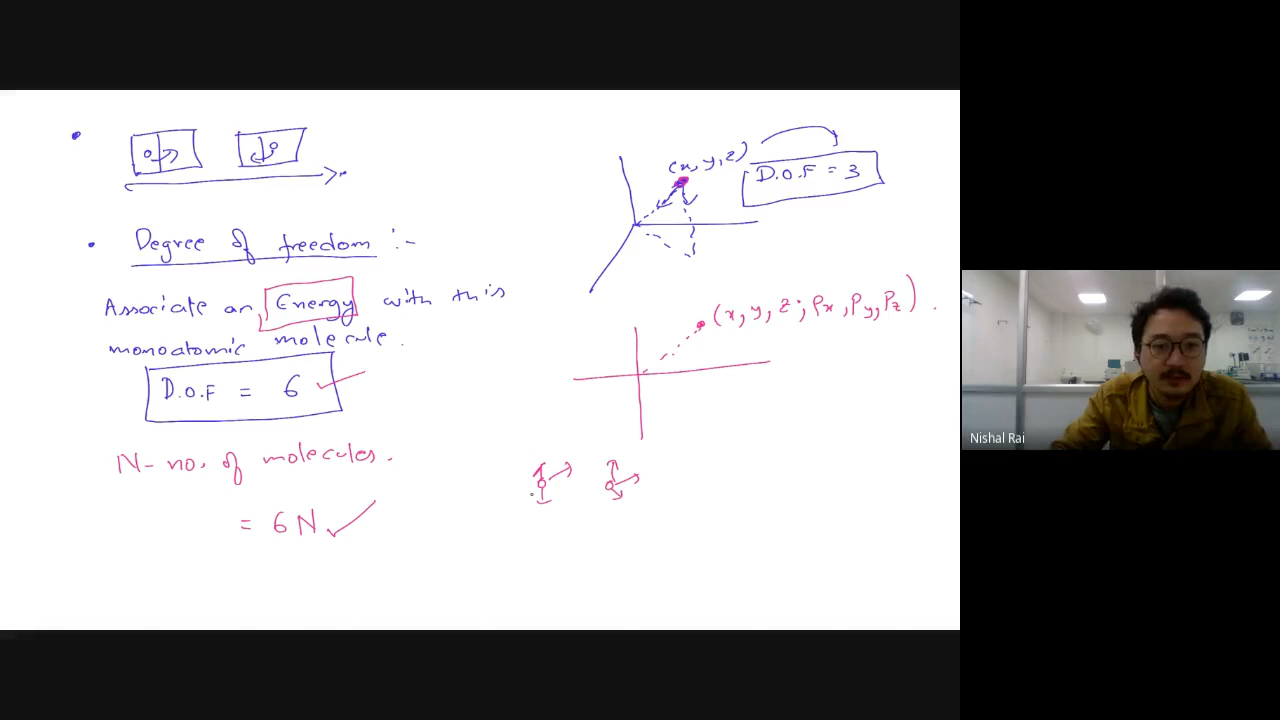 Degree of freedom :-
Associate an Energy with this
monoatomic molecule.
D.O.F = 6
N - no. of molecules.
= 6N
(x, y, z)
D.O.F = 3
(x, y, z; Px, Py, Pz).
Nishal Rai